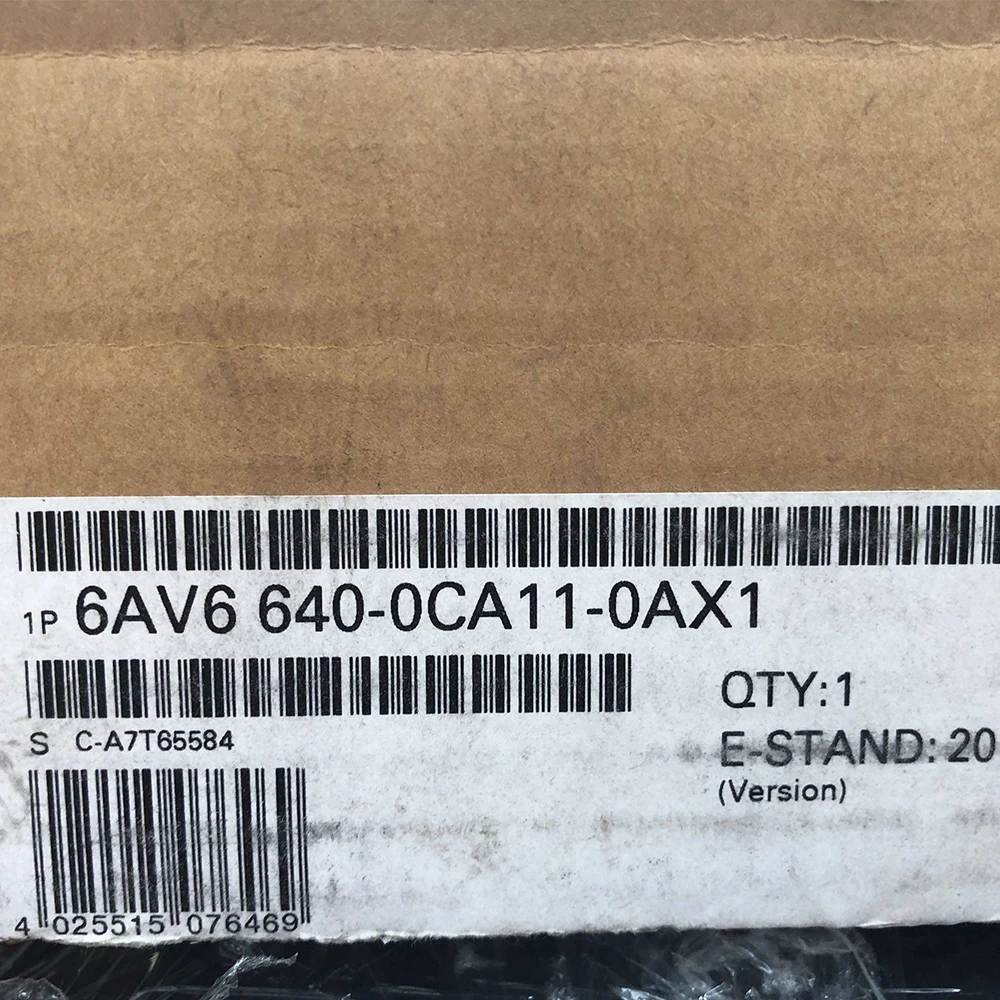 1P 6AV6 640-0CA11-0AX1
QTY:1
S C-A7T65584
E-STAND: 20
(Version)
4 025515 076469